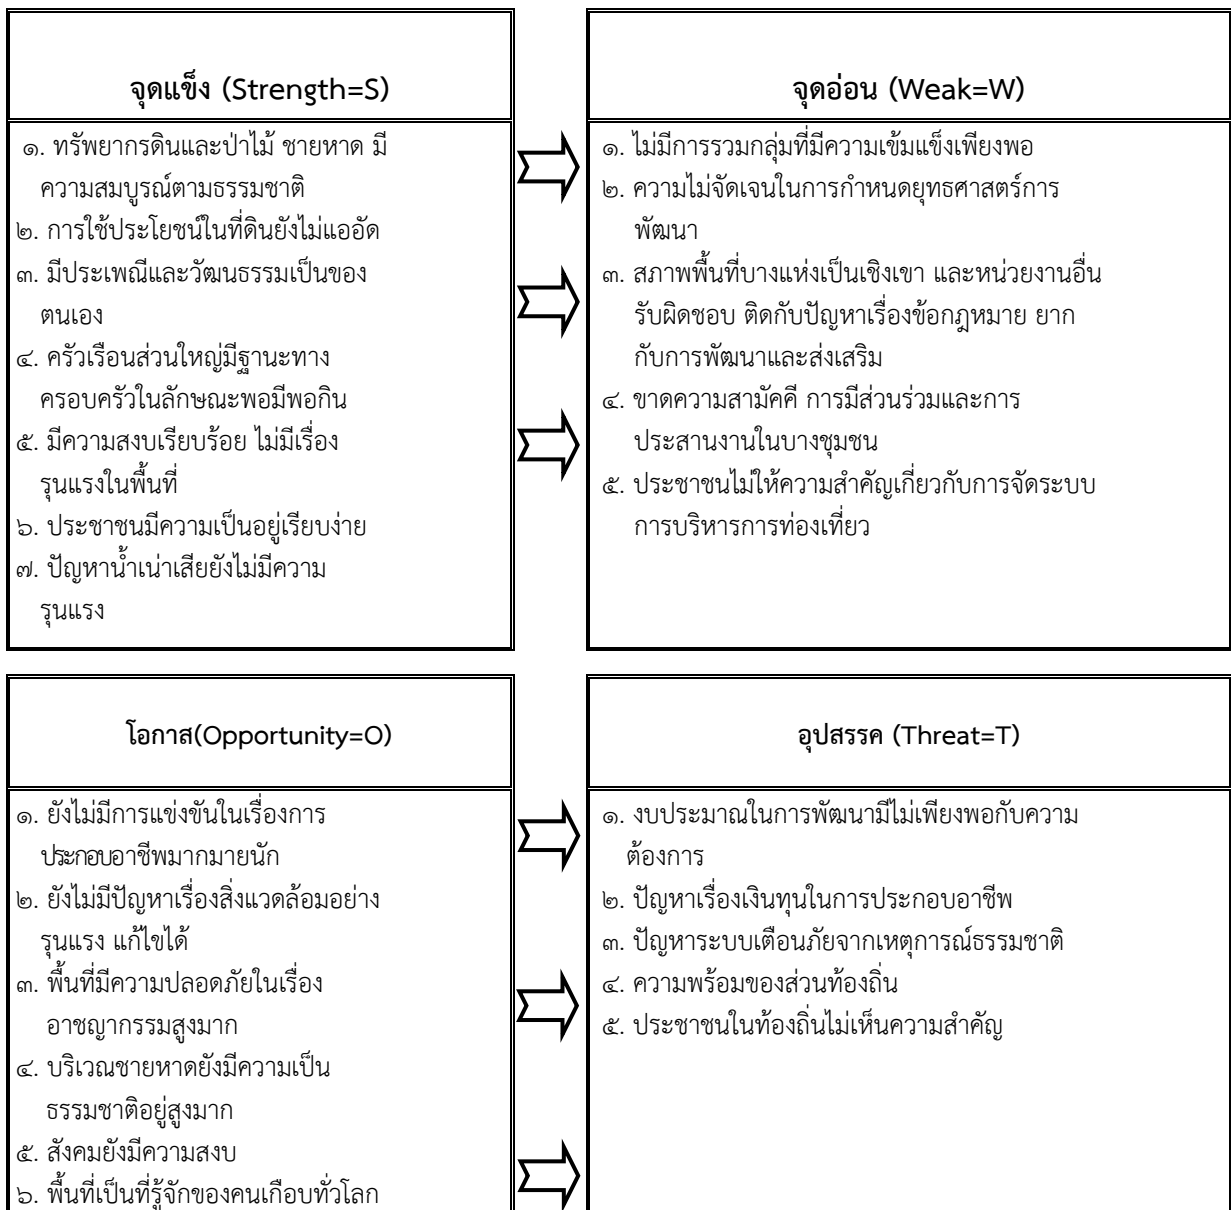 จุดแข็ง (Strength=S)
๑. ทรัพยากรดินและป่าไม้ ชายหาด มี
ความสมบูรณ์ตามธรรมชาติ
๒. การใช้ประโยชน์ในที่ดินยังไม่แออัด
๓. มีประเพณีและวัฒนธรรมเป็นของ
ตนเอง
๔. ครัวเรือนส่วนใหญ่มีฐานะทาง
ครอบครัวในลักษณะพอมีพอกิน
๕. มีความสงบเรียบร้อย ไม่มีเรื่อง
รุนแรงในพื้นที่
๖. ประชาชนมีความเป็นอยู่เรียบง่าย
๗. ปัญหาน้ำเน่าเสียยังไม่มีความ
รุนแรง
จุดอ่อน (Weak=W)
๑. ไม่มีการรวมกลุ่มที่มีความเข้มแข็งเพียงพอ
๒. ความไม่จัดเจนในการกำหนดยุทธศาสตร์การ
พัฒนา
๓. สภาพพื้นที่บางแห่งเป็นเชิงเขา และหน่วยงานอื่น
รับผิดชอบ ติดกับปัญหาเรื่องข้อกฎหมาย ยาก
กับการพัฒนาและส่งเสริม
๔. ขาดความสามัคคี การมีส่วนร่วมและการ
ประสานงานในบางชุมชน
๕. ประชาชนไม่ให้ความสำคัญเกี่ยวกับการจัดระบบ
การบริหารการท่องเที่ยว
โอกาส(Opportunity=O)
๑. ยังไม่มีการแข่งขันในเรื่องการ
ประกอบอาชีพมากมายนัก
๒. ยังไม่มีปัญหาเรื่องสิ่งแวดล้อมอย่าง
รุนแรง แก้ไขได้
๓. พื้นที่มีความปลอดภัยในเรื่อง
อาชญากรรมสูงมาก
๔. บริเวณชายหาดยังมีความเป็น
ธรรมชาติอยู่สูงมาก
๕. สังคมยังมีความสงบ
๖. พื้นที่เป็นที่รู้จักของคนเกือบทั่วโลก
อุปสรรค (Threat=T)
๑. งบประมาณในการพัฒนามีไม่เพียงพอกับความ
ต้องการ
๒. ปัญหาเรื่องเงินทุนในการประกอบอาชีพ
๓. ปัญหาระบบเตือนภัยจากเหตุการณ์ธรรมชาติ
๔. ความพร้อมของส่วนท้องถิ่น
๕. ประชาชนในท้องถิ่นไม่เห็นความสำคัญ